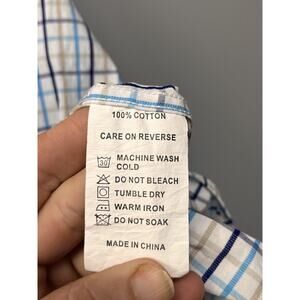 100% COTTON
CARE ON REVERSE
30
MACHINE WASH
COLD
DO NOT BLEACH
TUMBLE DRY
WARM IRON
DO NOT SOAK
MADE IN CHINA